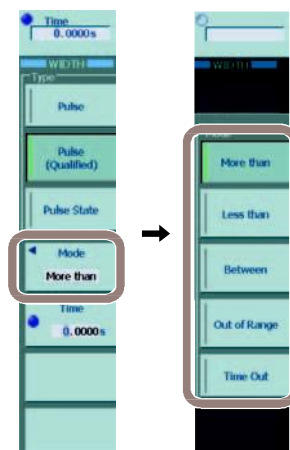 Time
0.0000s
WIDTH
Type
Pulse
Pulse
(Qualified)
Pulse State
Mode
More than
Time
0.0000s
WIDTH
Mode
More than
Less than
Between
Out of Range
Time Out